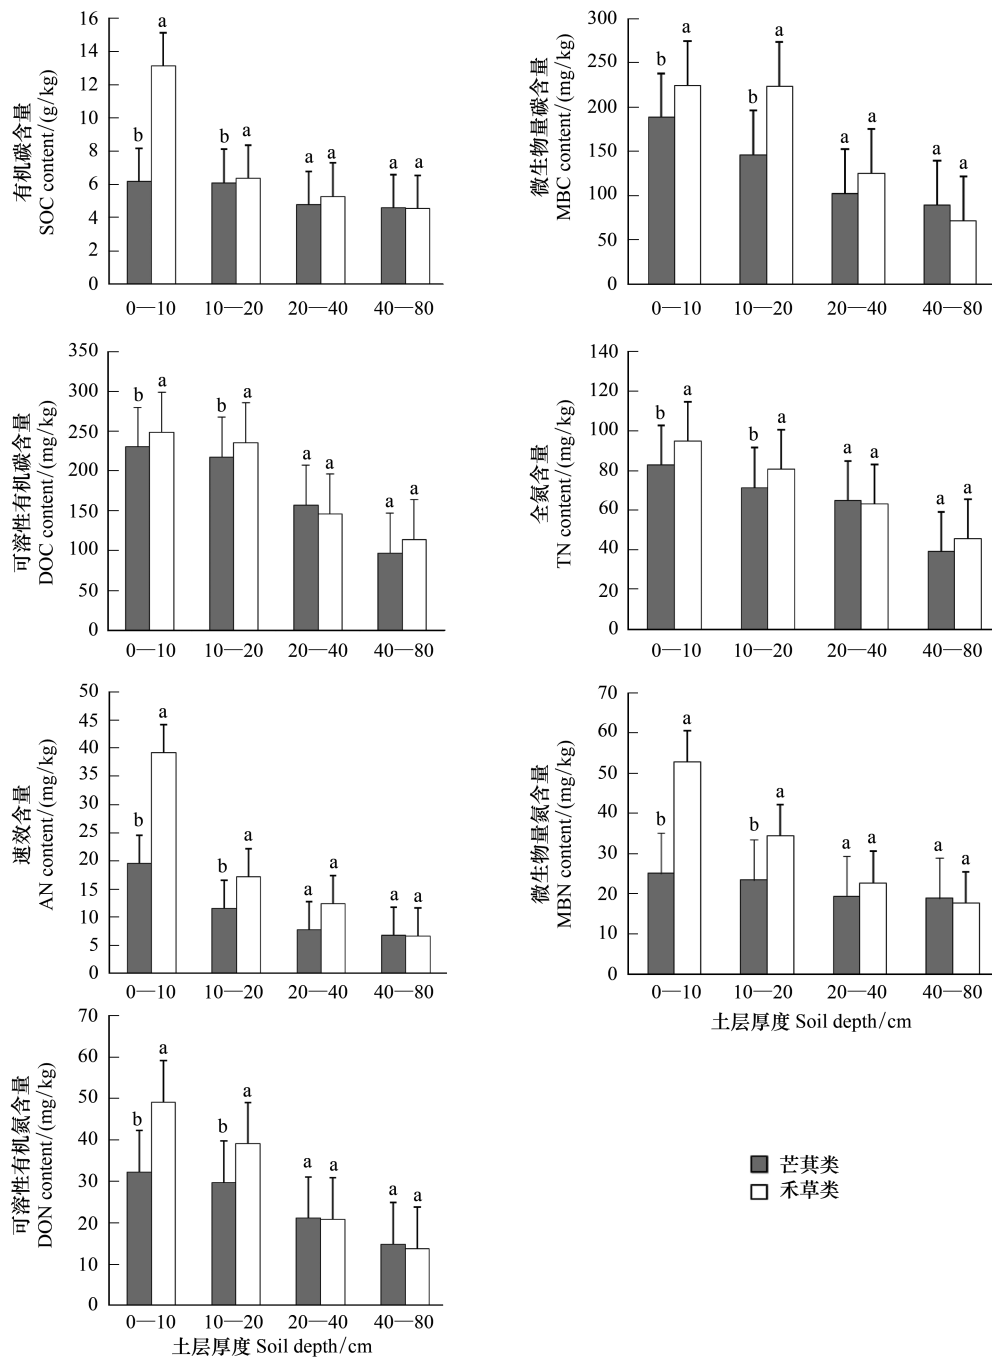 有机碳含量
SOC content/(g/kg)
16
14
12
10
8
6
4
2
0
b
a
b
a
a
a
a
a
0—10
10—20
20—40
40—80
微生物量碳含量
MBC content/(mg/kg)
300
250
200
150
100
50
0
b
a
b
a
a
a
a
a
0—10
10—20
20—40
40—80
可溶性有机碳含量
DOC content/(mg/kg)
350
300
250
200
150
100
50
0
b
a
b
a
a
a
a
a
0—10
10—20
20—40
40—80
全氮含量
TN content/(mg/kg)
140
120
100
80
60
40
20
0
b
a
b
a
a
a
a
a
0—10
10—20
20—40
40—80
速效含量
AN content/(mg/kg)
50
45
40
35
30
25
20
15
10
5
0
b
a
b
a
a
a
a
a
0—10
10—20
20—40
40—80
微生物量氮含量
MBN content/(mg/kg)
70
60
50
40
30
20
10
0
b
a
b
a
a
a
a
a
0—10
10—20
20—40
40—80
土层厚度 Soil depth/cm
可溶性有机氮含量
DON content/(mg/kg)
70
60
50
40
30
20
10
0
b
a
b
a
a
a
a
a
0—10
10—20
20—40
40—80
土层厚度 Soil depth/cm
芒萁类
禾草类